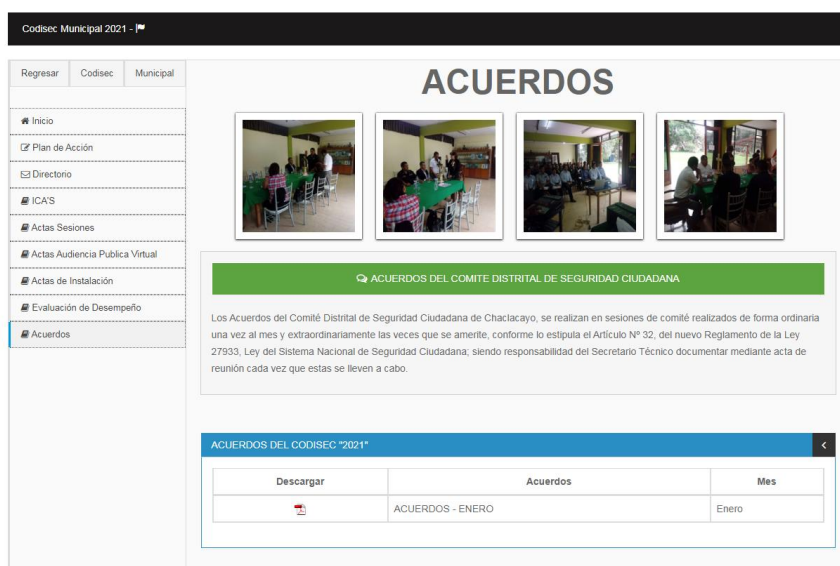 Codisec Municipal 2021 -
Regresar
Codisec
Municipal
Inicio
Plan de Acción
Directorio
ICA'S
Actas Sesiones
Actas Audiencia Publica Virtual
Actas de Instalación
Evaluación de Desempeño
Acuerdos
ACUERDOS
ACUERDOS DEL COMITE DISTRITAL DE SEGURIDAD CIUDADANA
Los Acuerdos del Comité Distrital de Seguridad Ciudadana de Chaclacayo, se realizan en sesiones de comité realizados de forma ordinaria
una vez al mes y extraordinariamente las veces que se amerite, conforme lo estipula el Artículo Nº 32, del nuevo Reglamento de la Ley
27933, Ley del Sistema Nacional de Seguridad Ciudadana; siendo responsabilidad del Secretario Técnico documentar mediante acta de
reunión cada vez que estas se lleven a cabo.
ACUERDOS DEL CODISEC "2021"
Descargar
Acuerdos
Mes
ACUERDOS - ENERO
Enero